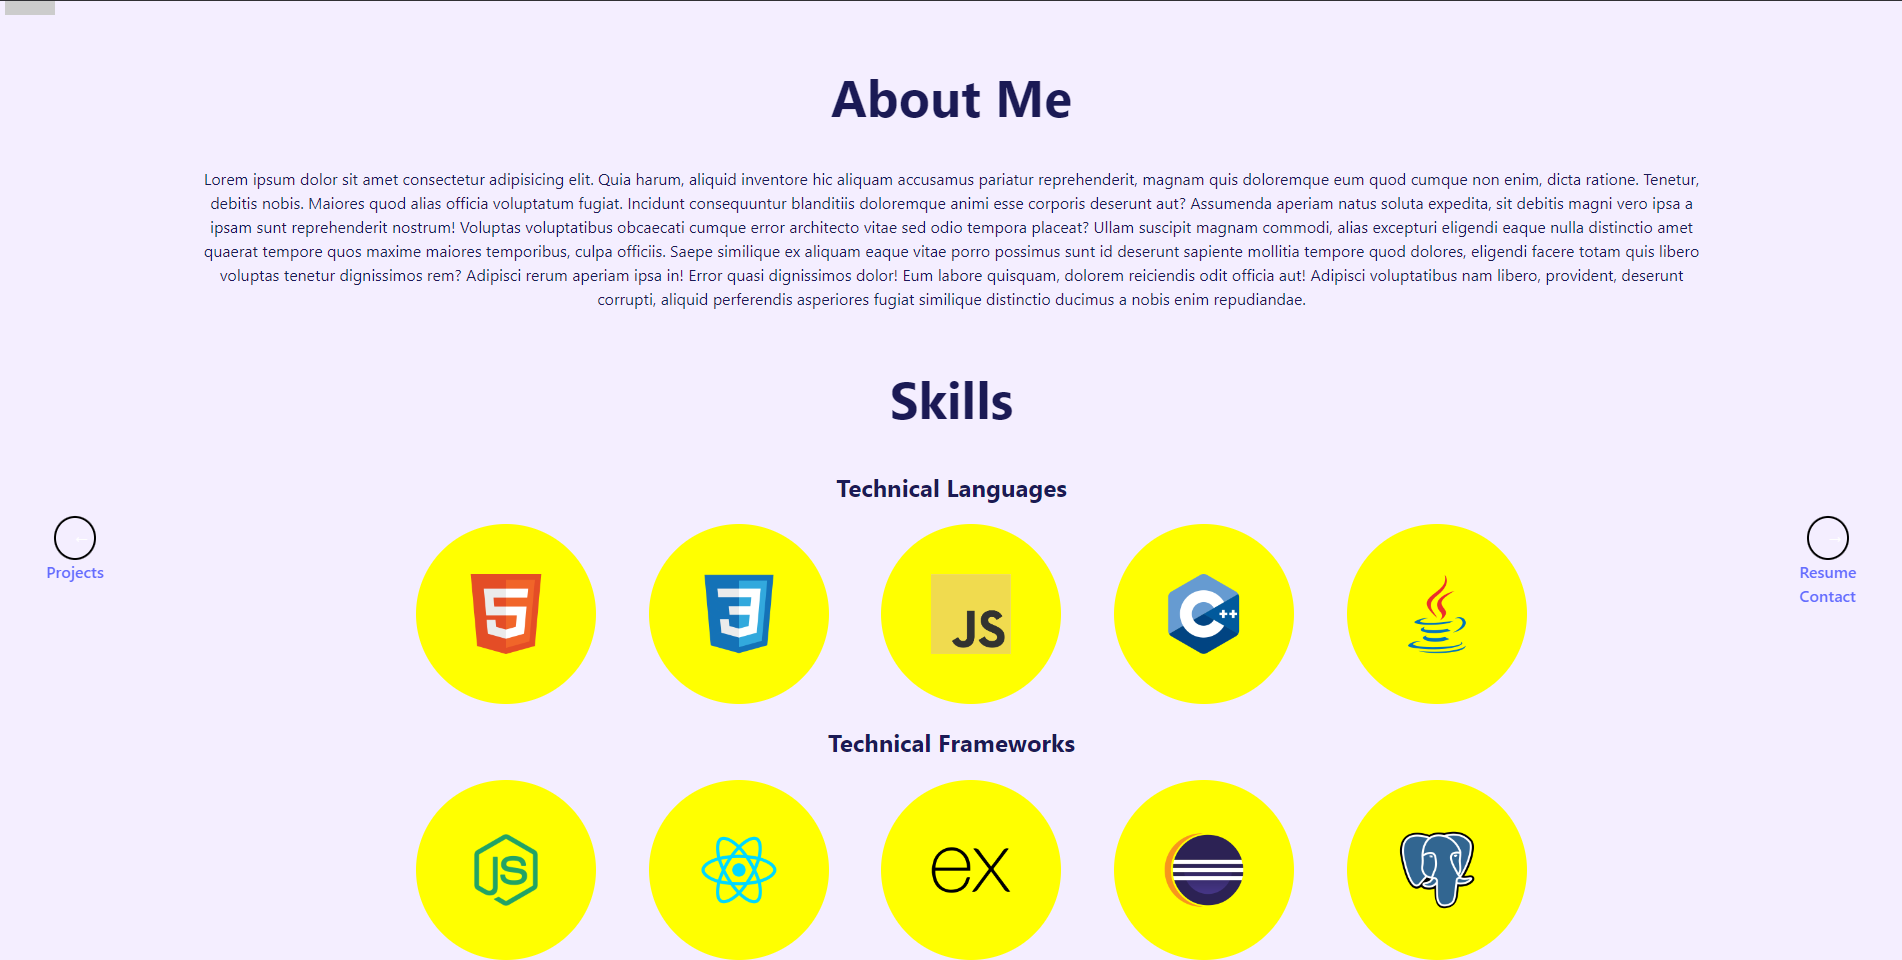 About Me
Lorem ipsum dolor sit amet consectetur adipisicing elit. Quia harum, aliquid inventore hic aliquam accusamus pariatur reprehenderit, magnam quis doloremque eum quod cumque non enim, dicta ratione. Tenetur,
debitis nobis. Maiores quod alias officia voluptatum fugiat. Incidunt consequuntur blanditiis doloremque animi esse corporis deserunt aut? Assumenda aperiam natus soluta expedita, sit debitis magni vero ipsa a
ipsam sunt reprehenderit nostrum! Voluptas voluptatibus obcaecati cumque error architecto vitae sed odio tempora placeat? Ullam suscipit magnam commodi, alias excepturi eligendi eaque nulla distinctio amet
quaerat tempore quos maxime maiores temporibus, culpa officiis. Saepe similique ex aliquam eaque vitae porro possimus sunt id deserunt sapiente mollitia tempore quod dolores, eligendi facere totam quis libero
voluptas tenetur dignissimos rem? Adipisci rerum aperiam ipsa in! Error quasi dignissimos dolor! Eum labore quisquam, dolorem reiciendis odit officia aut! Adipisci voluptatibus nam libero, provident, deserunt
corrupti, aliquid perferendis asperiores fugiat similique distinctio ducimus a nobis enim repudiandae.
Skills
Technical Languages
Projects
5
3
JS
C++
Resume
Contact
Technical Frameworks
JS
ex